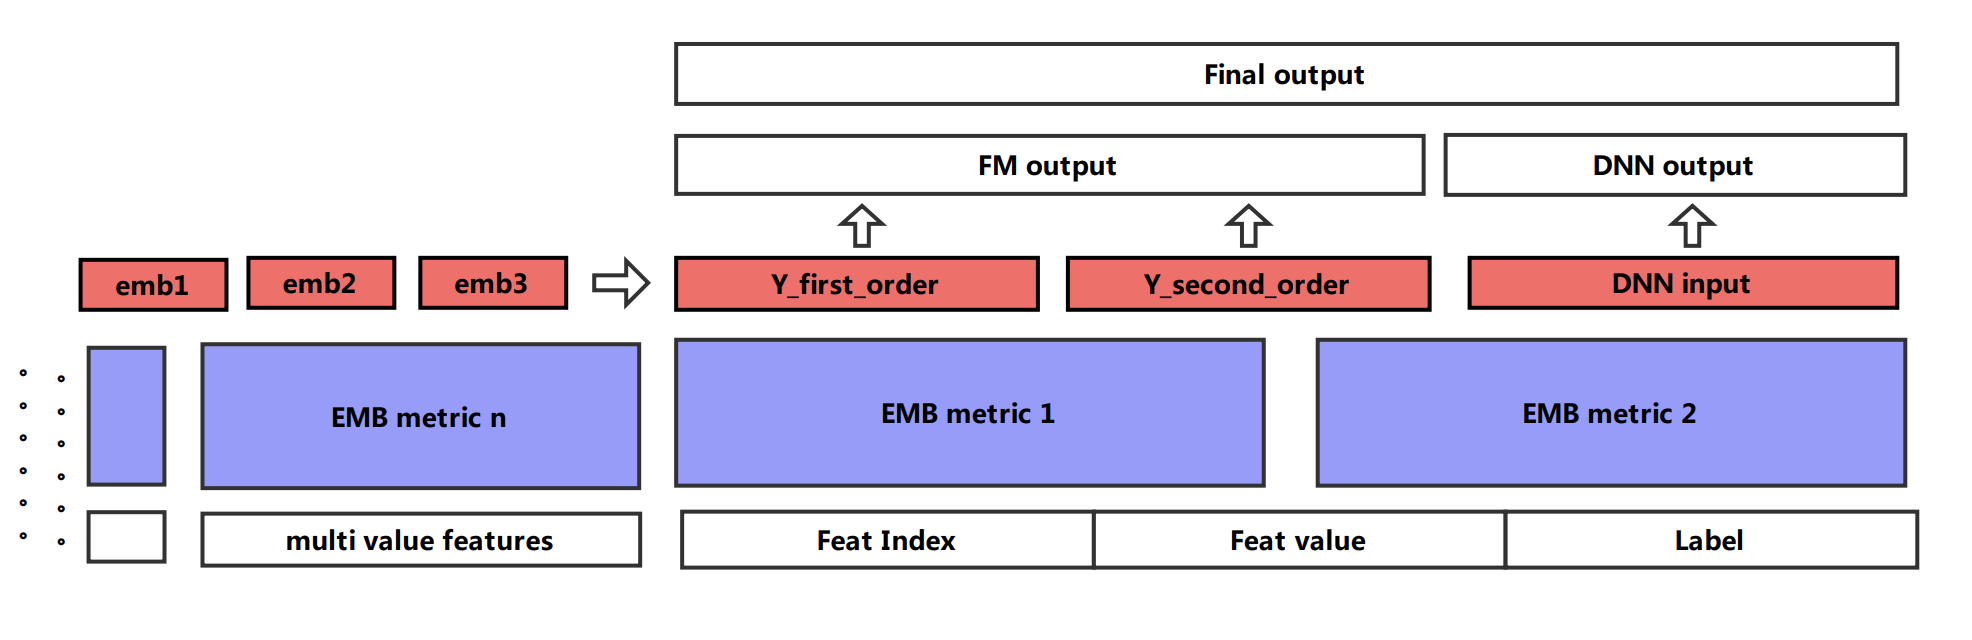 Final output
FM output
DNN output
emb1
emb2
emb3
Y_first_order
Y_second_order
DNN input
EMB metric n
EMB metric 1
EMB metric 2
multi value features
Feat Index
Feat value
Label